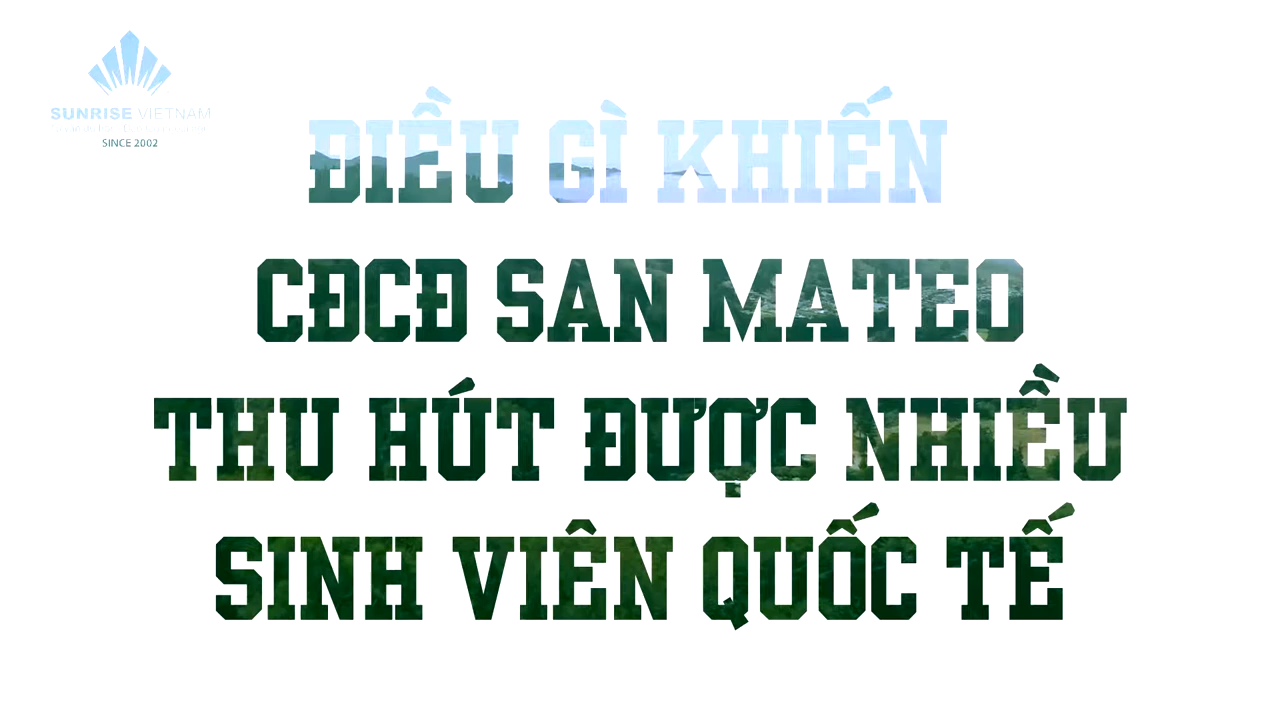 SUNRISE VIETNAM
SINCE 2002
ĐIỀU GÌ KHIẾN
CĐCĐ SAN MATEO
THU HÚT ĐƯỢC NHIỀU
SINH VIÊN QUỐC TẾ